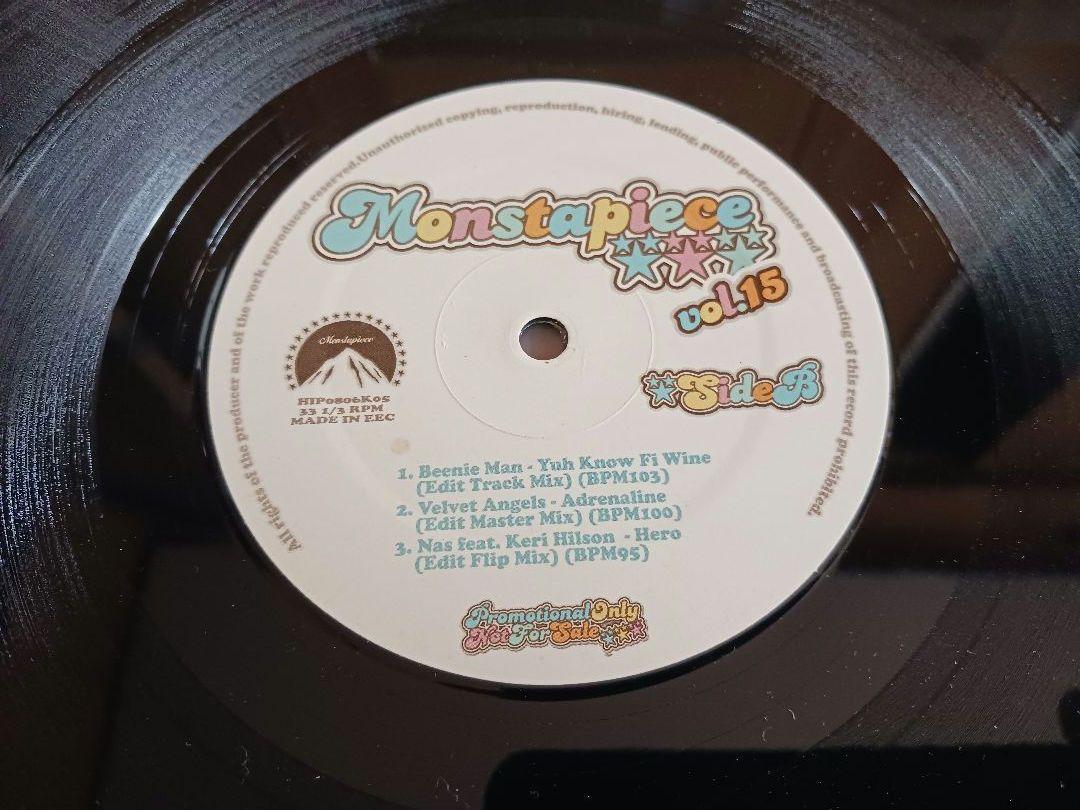 All rights of the producer and of the work reproduced reserved.Unauthorised copying, reproduction, hiring, lending, public performance and broadcasting of this record prohibited.
Monstapiece
vol.15
Side B
Monstapiece
HIP0806K05
33 1/3 RPM
MADE IN EEC
1. Beenie Man - Yuh Know Fi Wine
(Edit Track Mix) (BPM103)
2. Velvet Angels - Adrenaline
(Edit Master Mix) (BPM100)
3. Nas feat. Keri Hilson - Hero
(Edit Flip Mix) (BPM95)
Promotional Only
Not For Sale